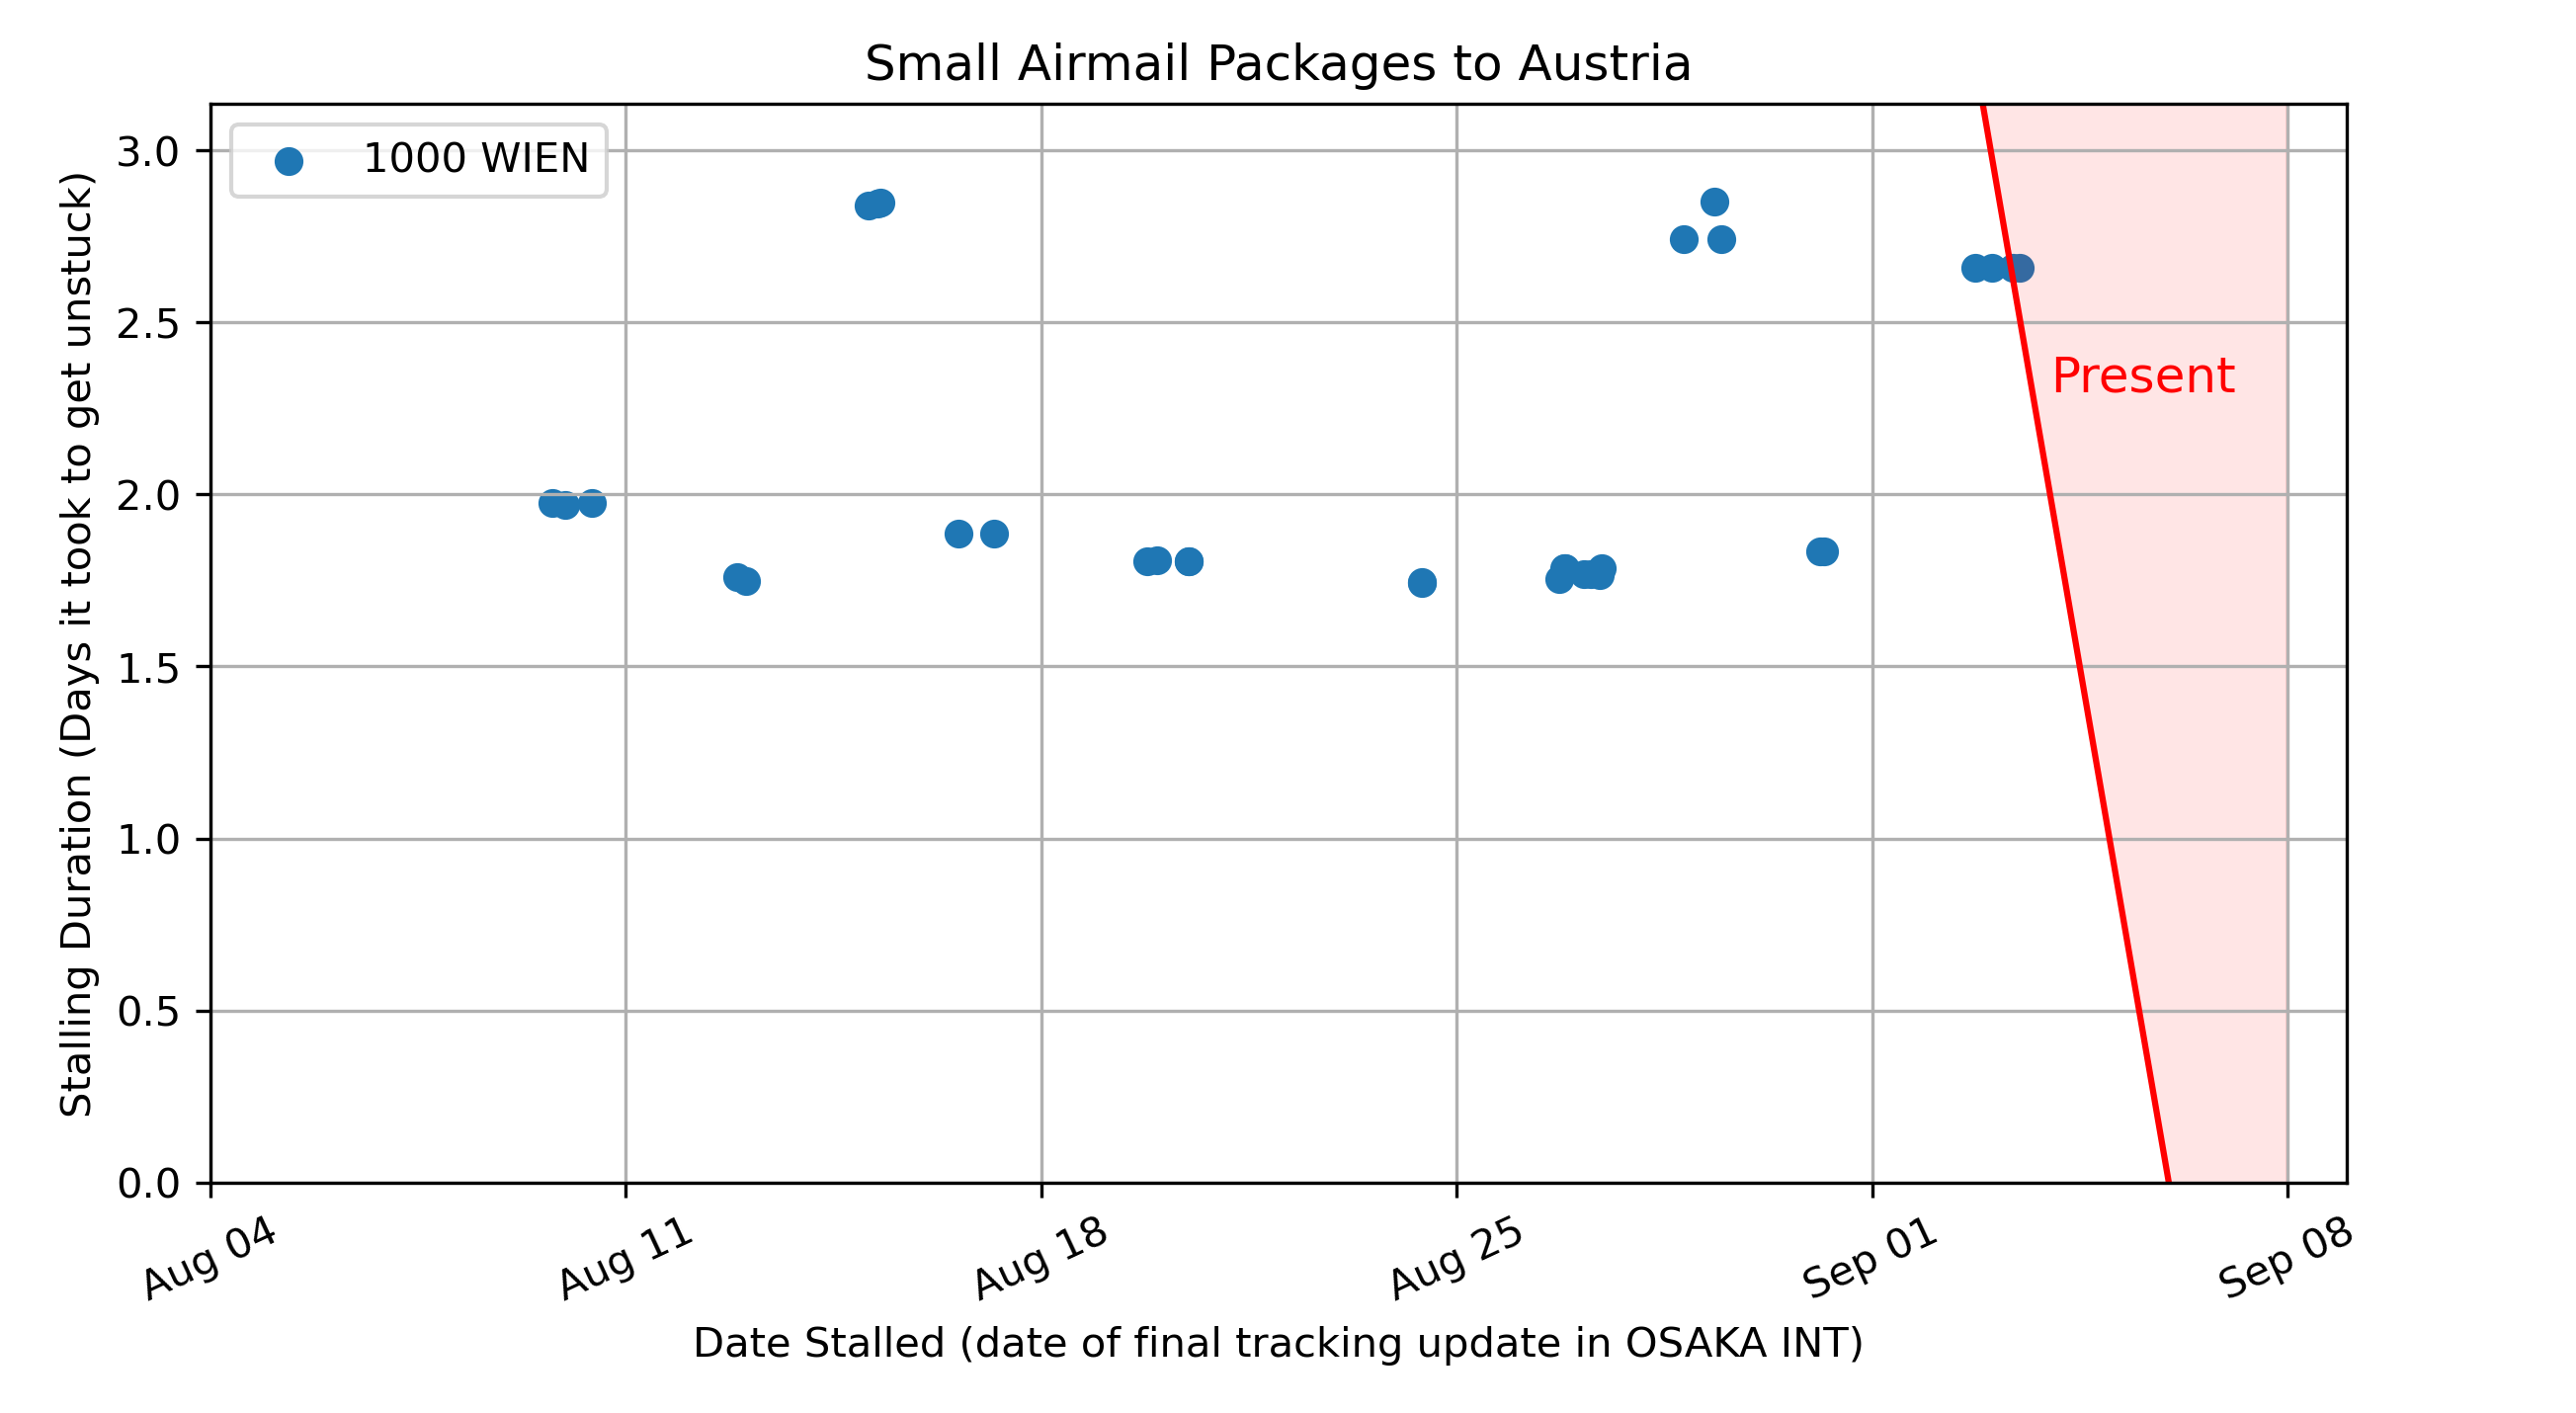 Small Airmail Packages to Austria
1000 WIEN
Stalling Duration (Days it took to get unstuck)
3.0
2.5
2.0
1.5
1.0
0.5
0.0
Present
Aug 04
Aug 11
Aug 18
Aug 25
Sep 01
Sep 08
Date Stalled (date of final tracking update in OSAKA INT)